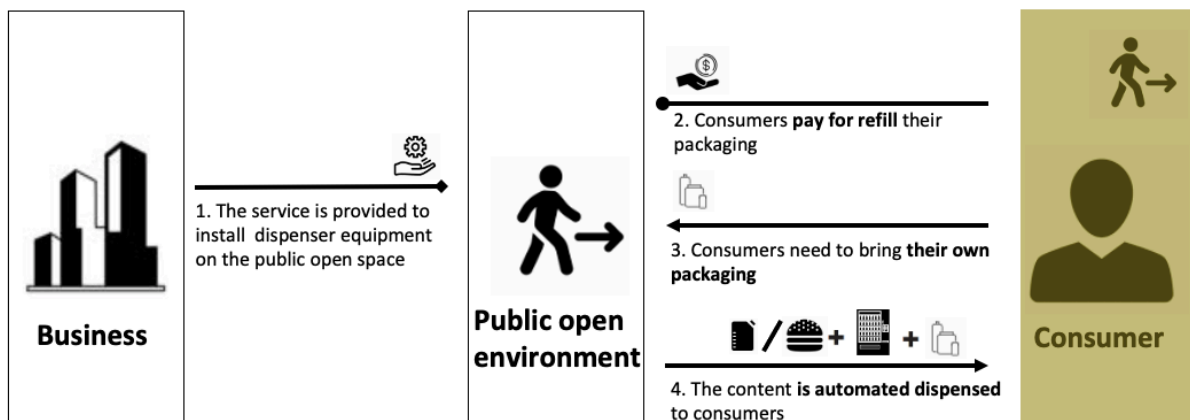 Business
1. The service is provided to
install dispenser equipment
on the public open space
Public open
environment
2. Consumers pay for refill their
packaging
3. Consumers need to bring their own
packaging
4. The content is automated dispensed
to consumers
Consumer